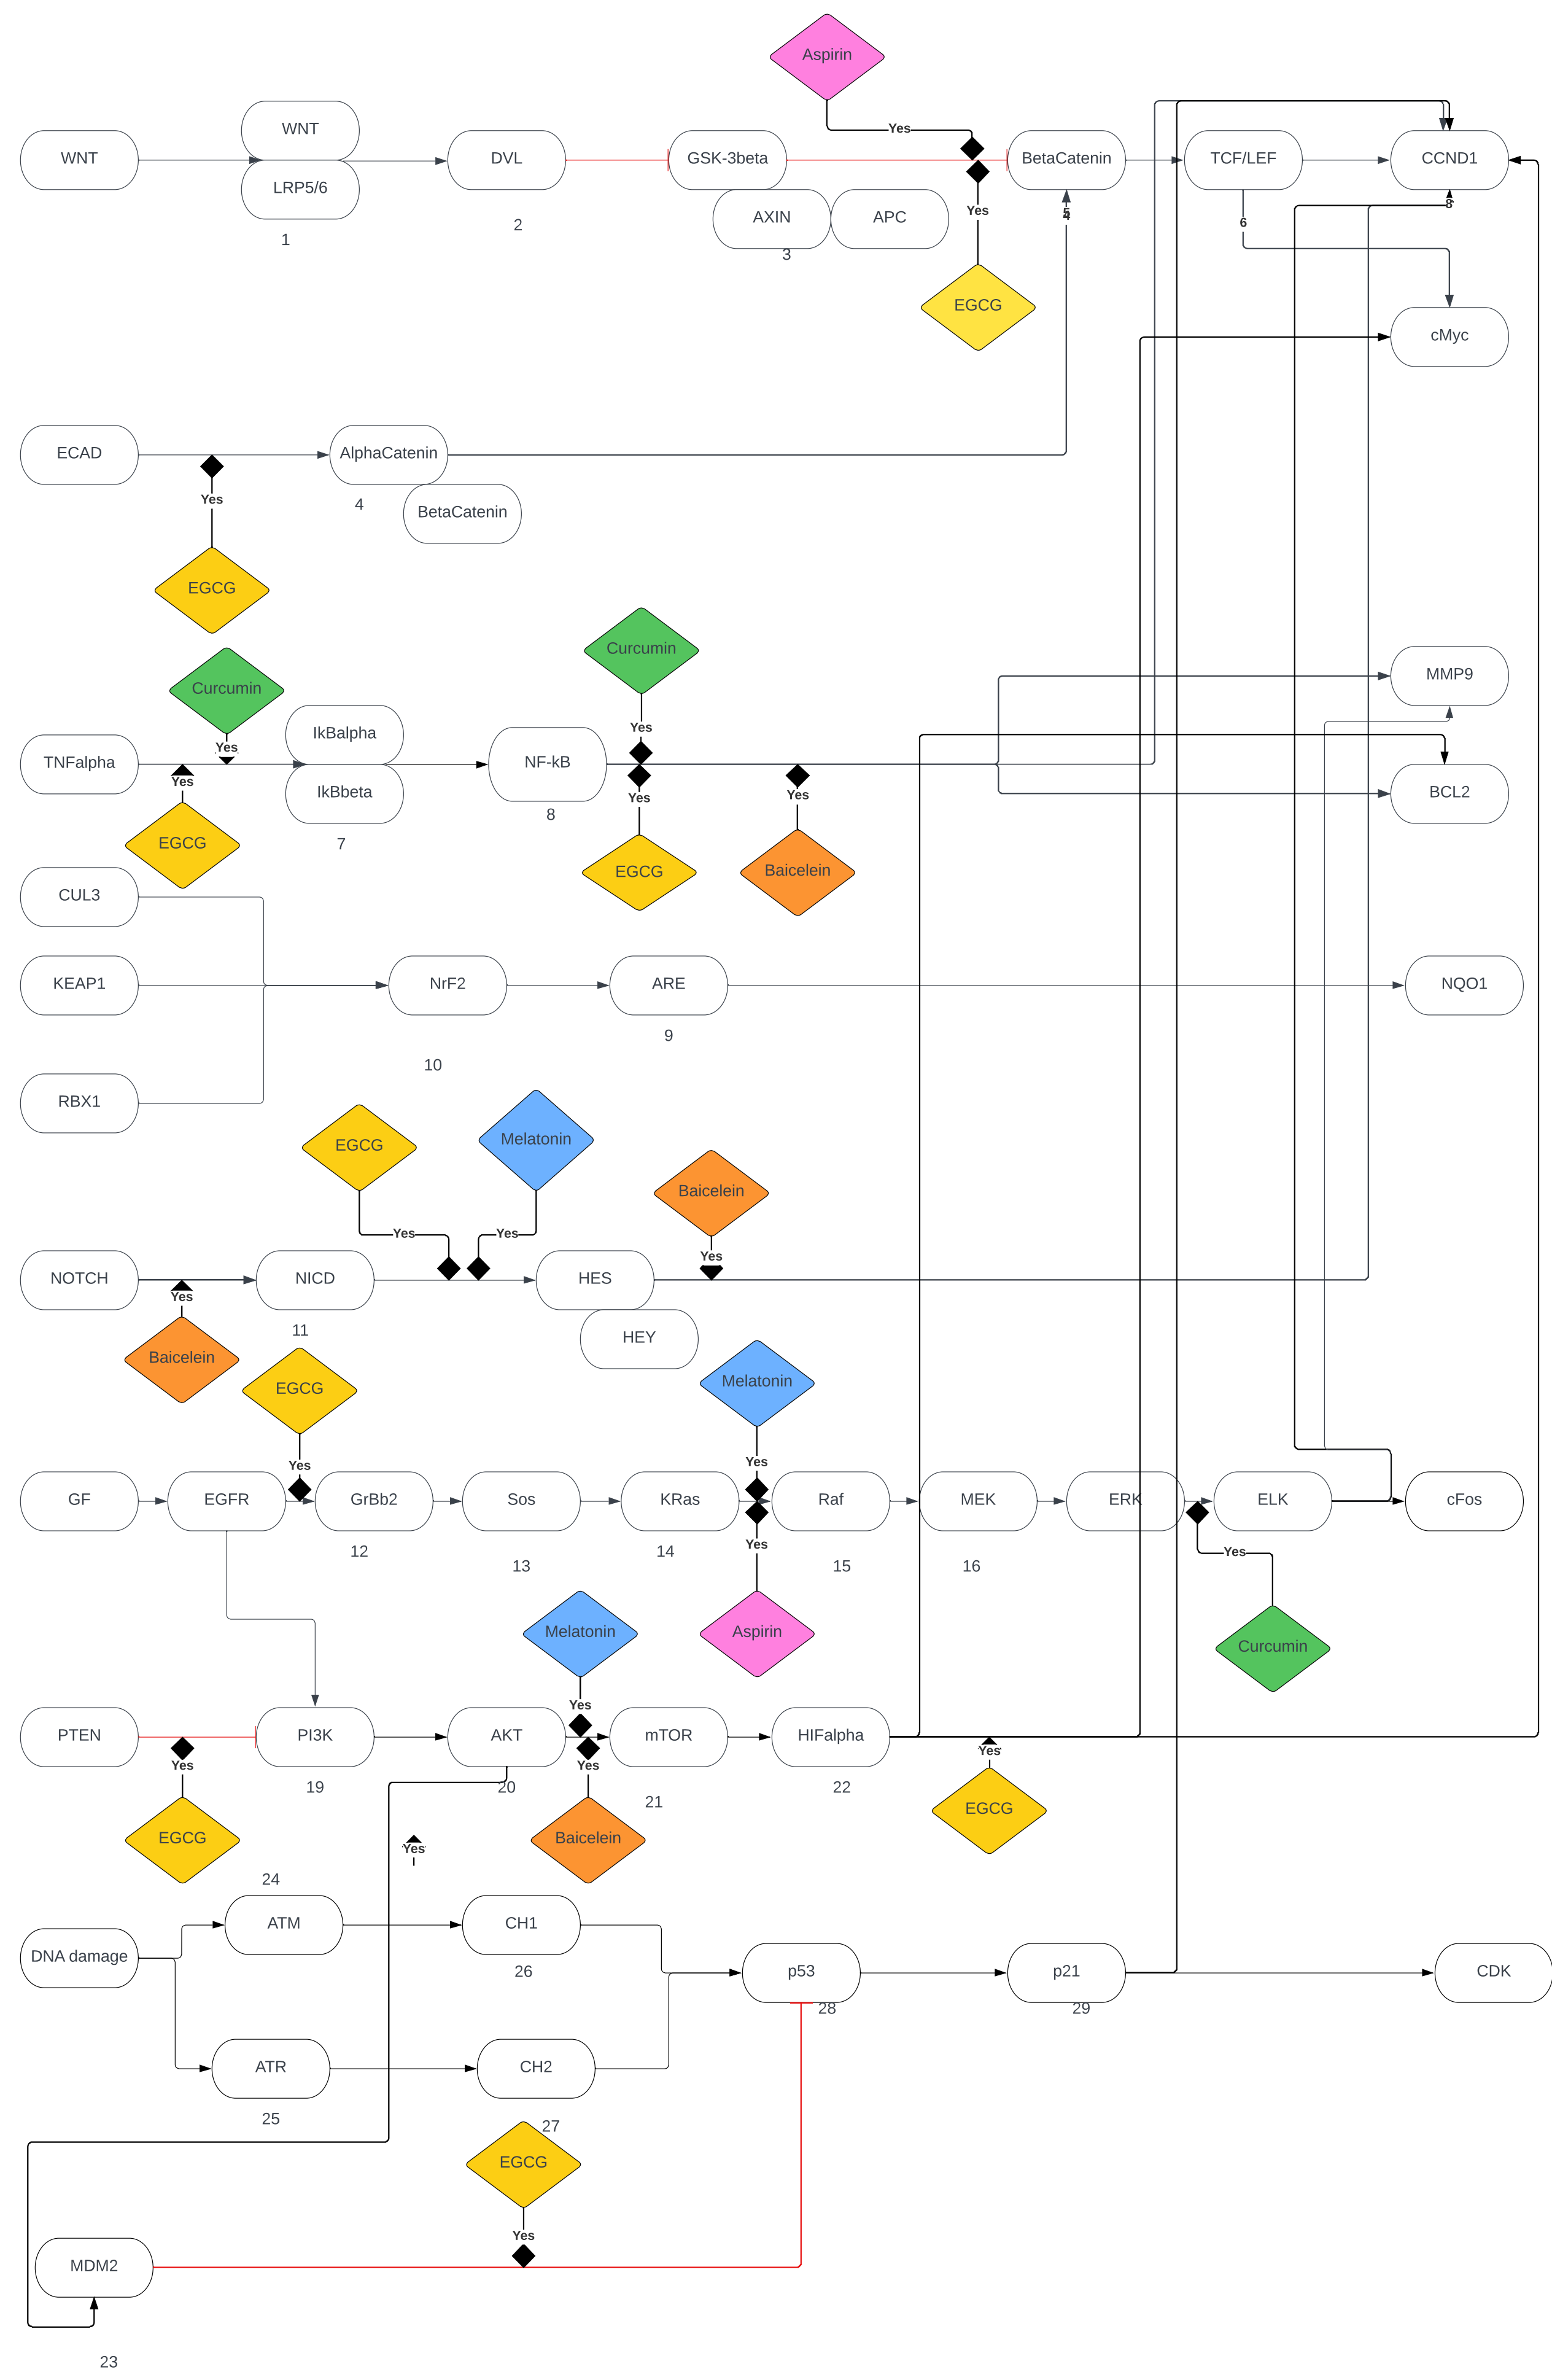 Aspirin
Yes
WNT
WNT
LRP5/6
1
DVL
2
GSK-3beta
AXIN
APC
3
Yes
EGCG
BetaCatenin
TCF/LEF
6
CCND1
8
cMyc
ECAD
Yes
EGCG
AlphaCatenin
4
BetaCatenin
Curcumin
Yes
TNFalpha
Yes
EGCG
IkBalpha
IkBbeta
7
Curcumin
Yes
NF-kB
8
Yes
EGCG
Yes
Baicelein
MMP9
BCL2
CUL3
KEAP1
RBX1
NrF2
10
ARE
9
NQO1
EGCG
Yes
Melatonin
Yes
Baicelein
Yes
NOTCH
Yes
Baicelein
NICD
11
HES
HEY
EGCG
Yes
Melatonin
Yes
GF
EGFR
GrBb2
12
Sos
13
KRas
14
Raf
15
MEK
16
ERK
ELK
cFos
Yes
Aspirin
Yes
Curcumin
Melatonin
Yes
PTEN
Yes
EGCG
PI3K
19
AKT
20
Yes
Baicelein
mTOR
21
HIFalpha
22
Yes
EGCG
Yes
24
DNA damage
ATM
CH1
26
ATR
25
CH2
27
p53
28
p21
29
CDK
EGCG
Yes
MDM2
23